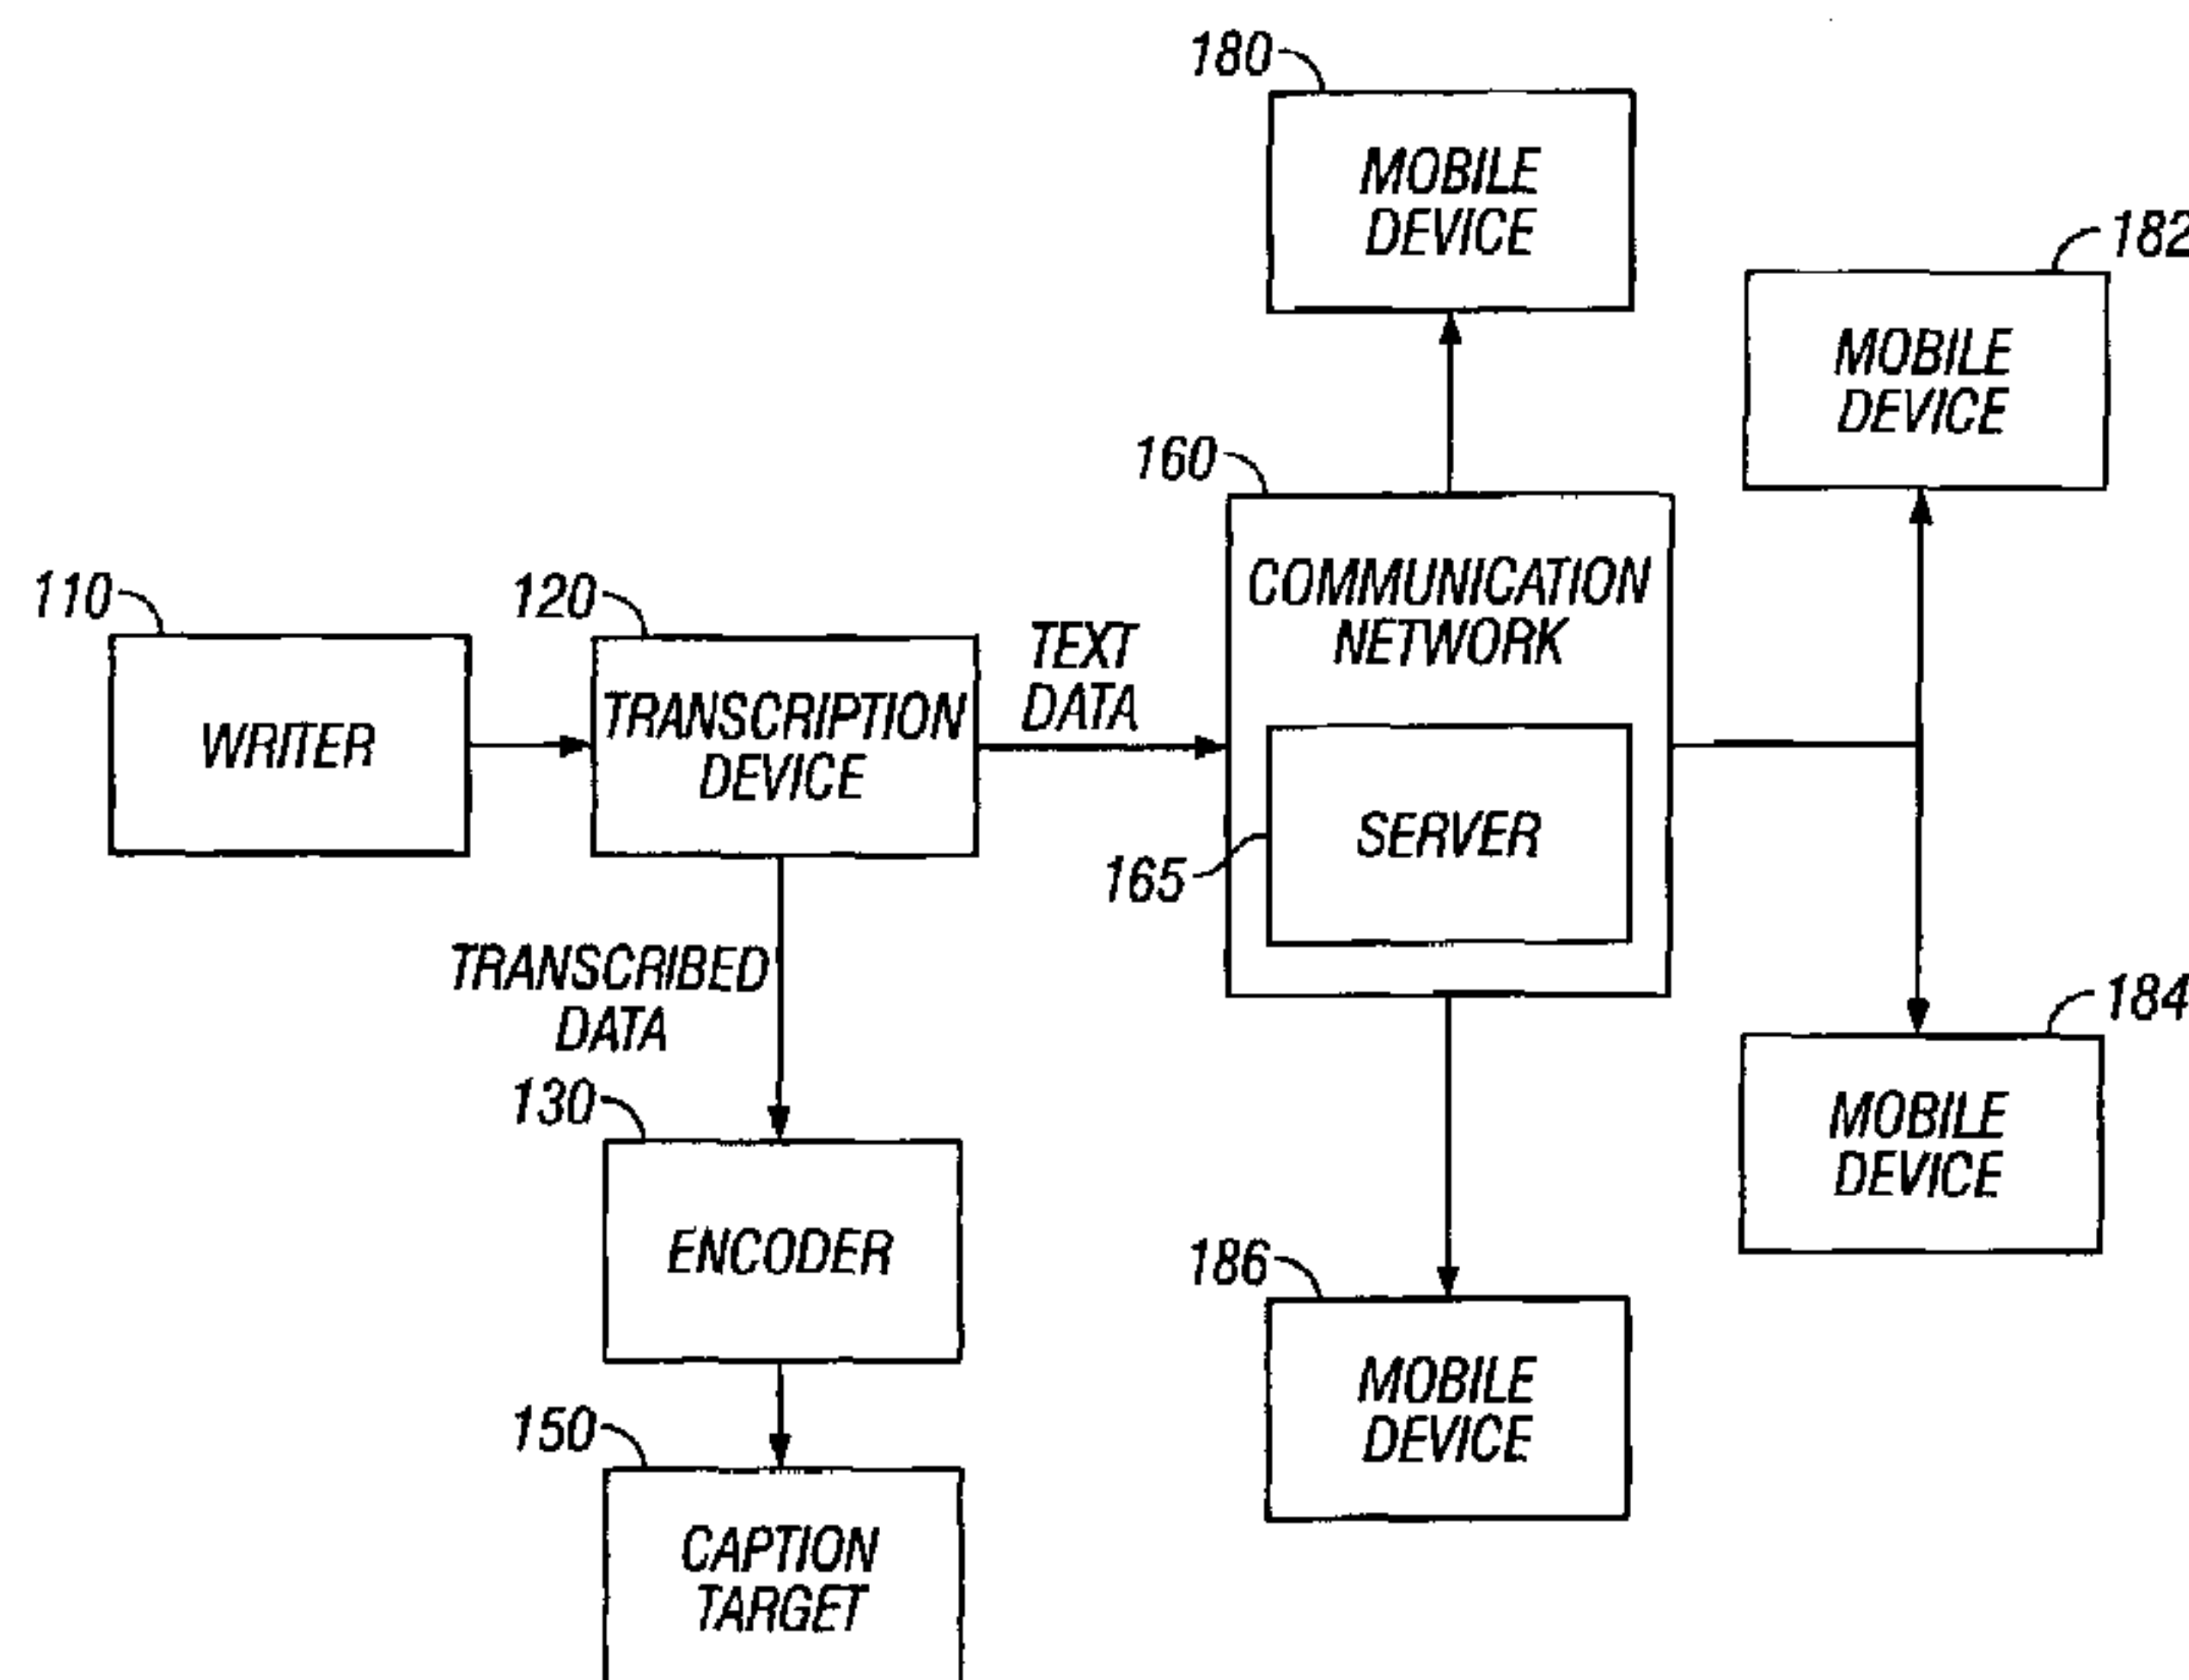 180
MOBILE
DEVICE
182
MOBILE
DEVICE
160
COMMUNICATION
NETWORK
110
WRITER
120
TRANSCRIPTION
DEVICE
TEXT
DATA
SERVER
165
TRANSCRIBED
DATA
184
MOBILE
DEVICE
130
ENCODER
186
MOBILE
DEVICE
150
CAPTION
TARGET